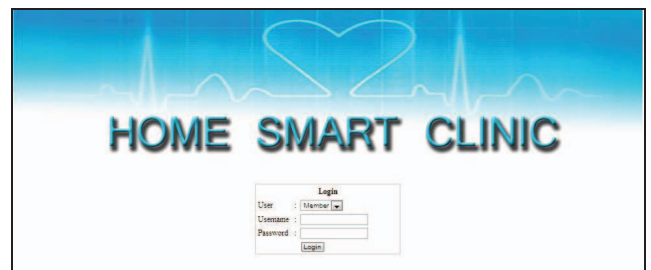 HOME SMART CLINIC
Login
User : Member
Username :
Password :
Login